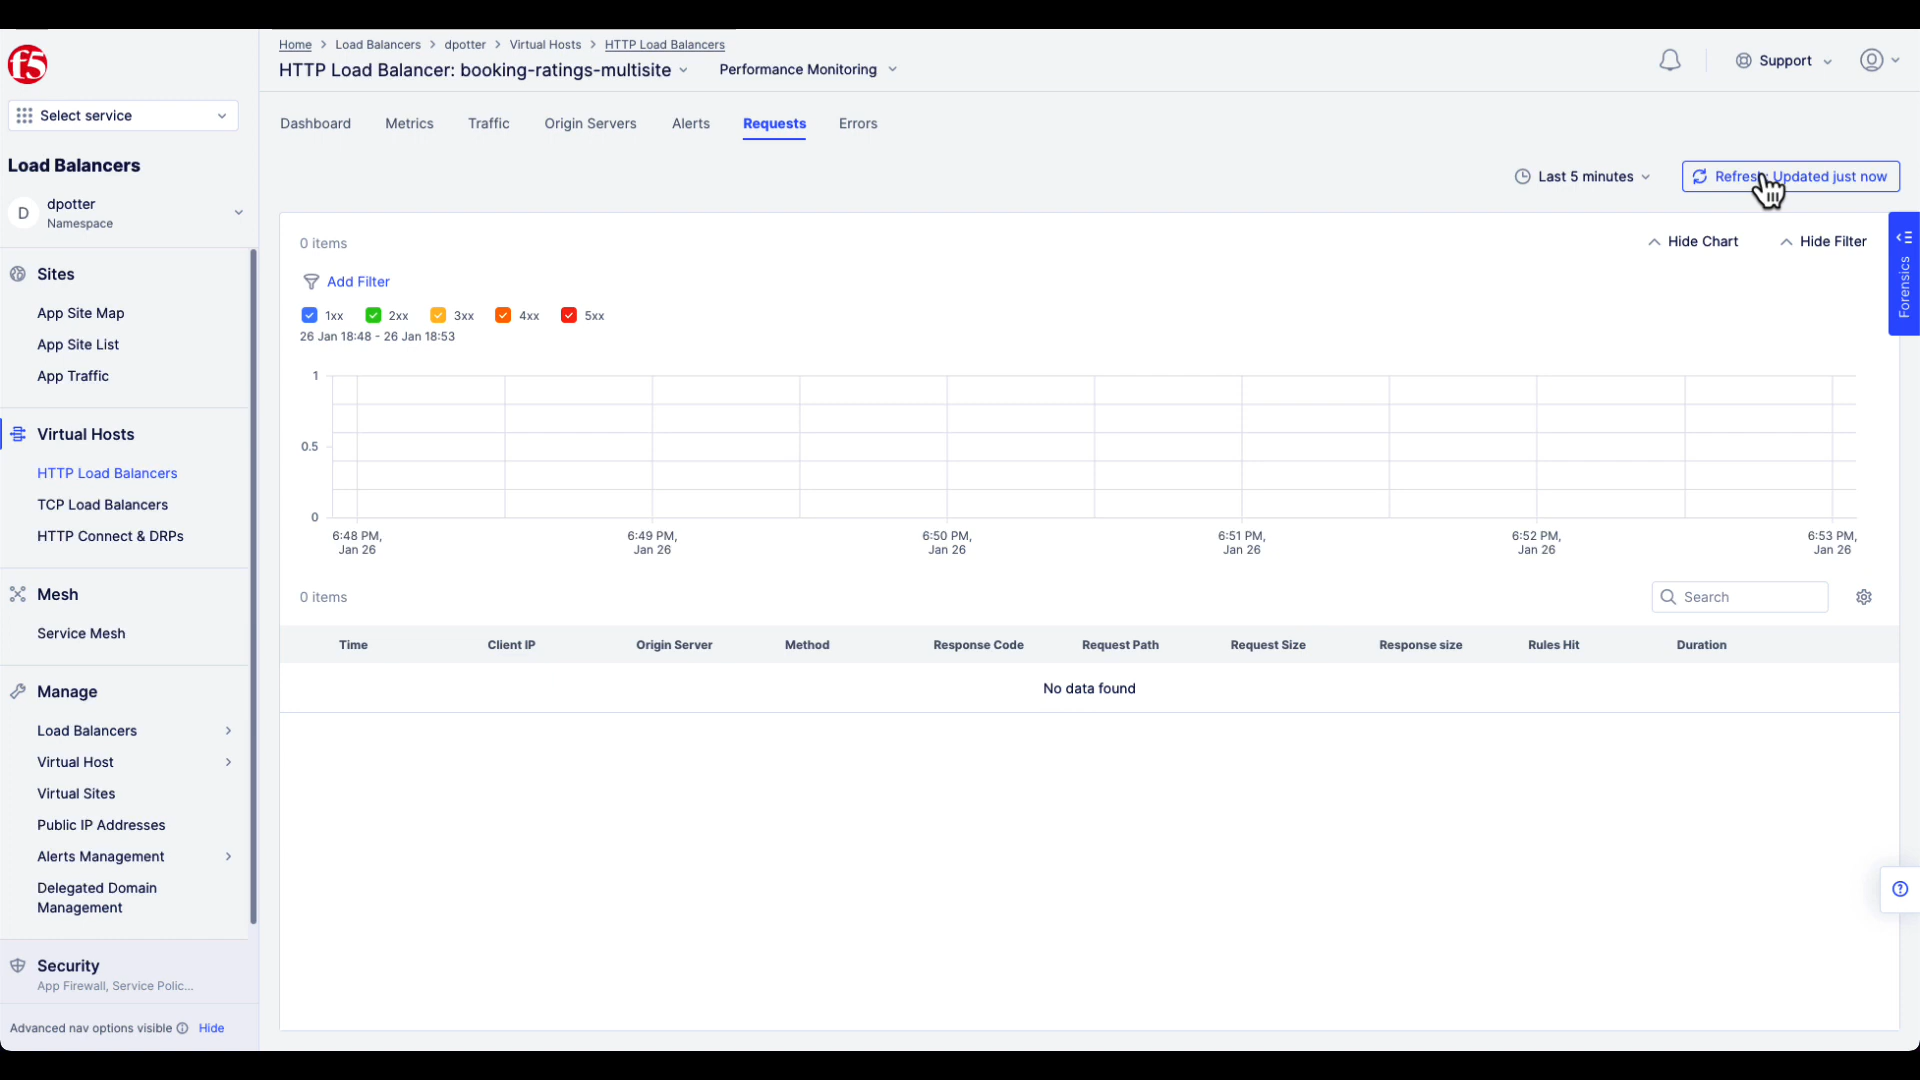 f5
Home > Load Balancers > dpotter > Virtual Hosts > HTTP Load Balancers
HTTP Load Balancer: booking-ratings-multisite
Performance Monitoring
Support
Select service
Load Balancers
D
dpotter
Namespace
Sites
App Site Map
App Site List
App Traffic
Virtual Hosts
HTTP Load Balancers
TCP Load Balancers
HTTP Connect & DRPs
Mesh
Service Mesh
Manage
Load Balancers
Virtual Host
Virtual Sites
Public IP Addresses
Alerts Management
Delegated Domain
Management
Security
App Firewall, Service Polic...
Advanced nav options visible Hide
Dashboard Metrics Traffic Origin Servers Alerts Requests Errors
Last 5 minutes
Updated just now
0 items
Hide Chart
Hide Filter
Forensics
Add Filter
1xx 2xx 3xx 4xx 5xx
26 Jan 18:48 - 26 Jan 18:53
1
0.5
0
6:48 PM, 6:49 PM, 6:50 PM, 6:51 PM, 6:52 PM, 6:53 PM,
Jan 26 Jan 26 Jan 26 Jan 26 Jan 26 Jan 26
0 items
Search
Time Client IP Origin Server Method Response Code Request Path Request Size Response size Rules Hit Duration
No data found